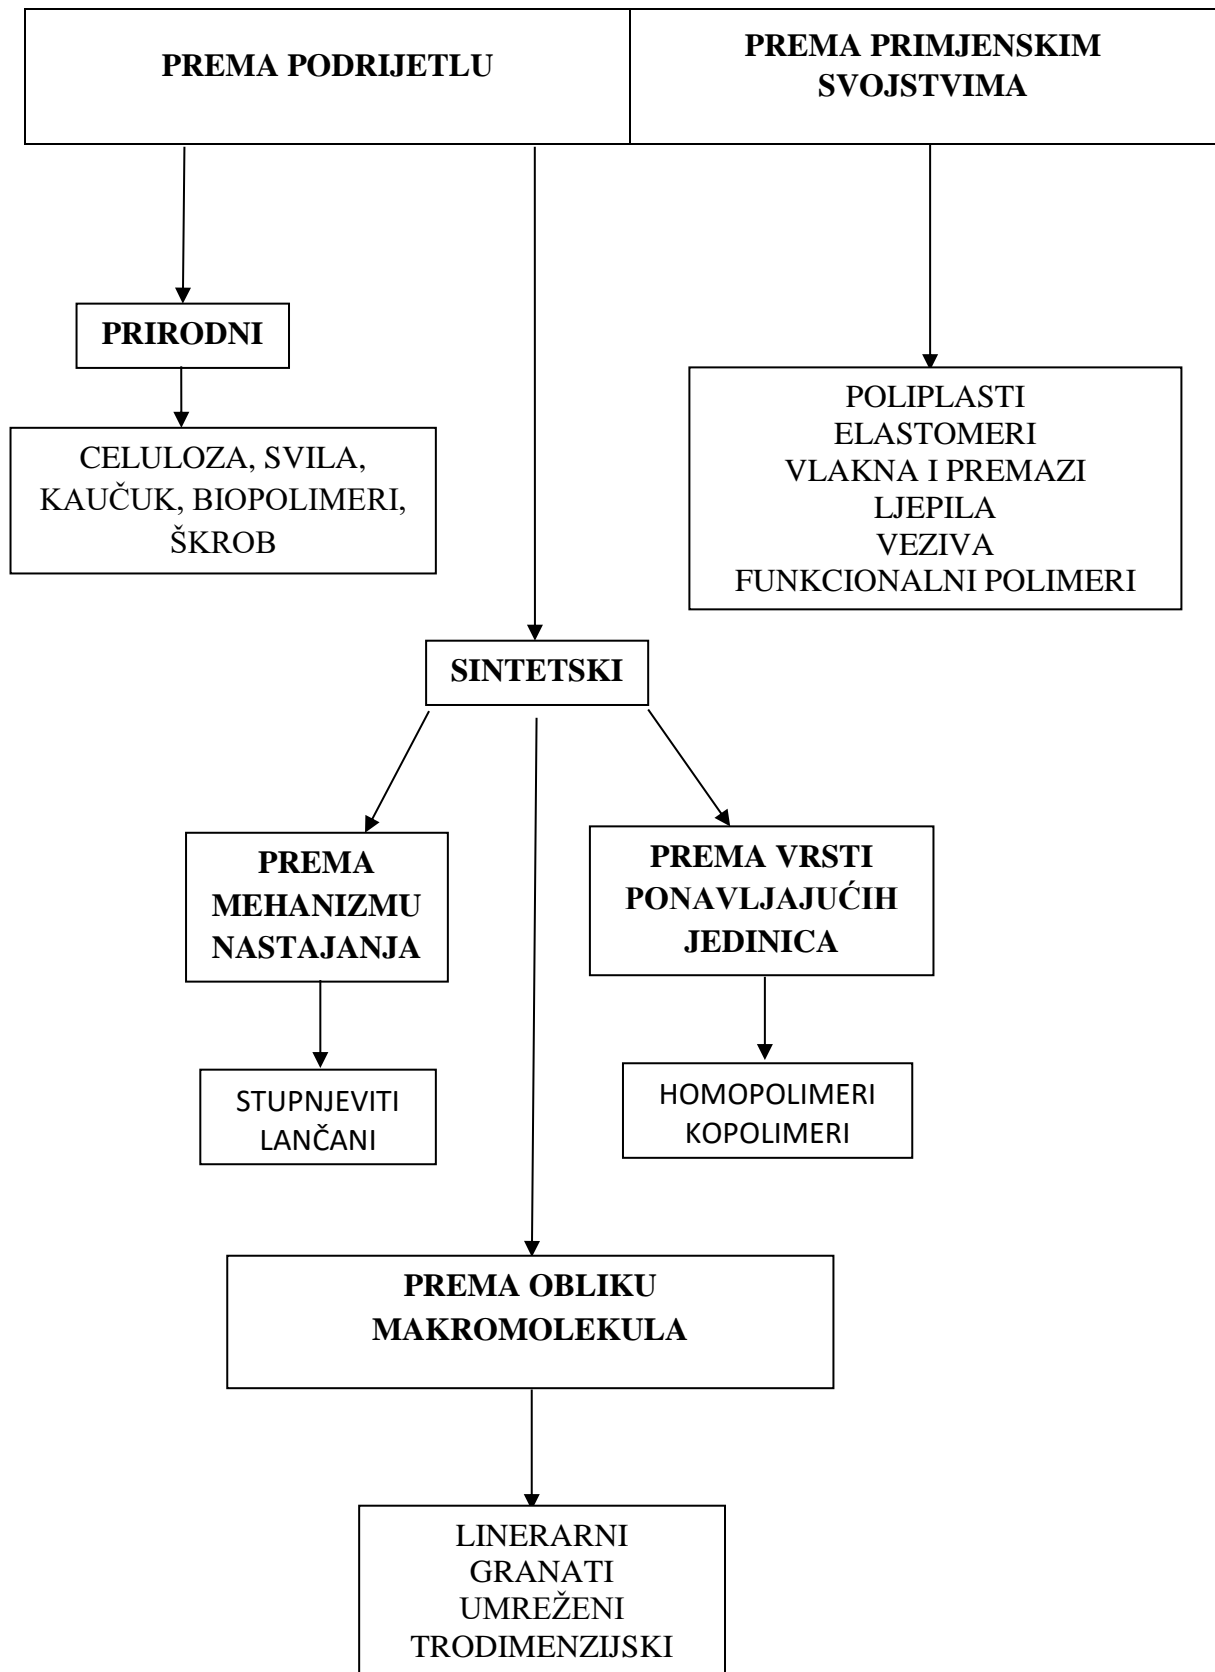 PREMA PODRIJETLU
PREMA PRIMJENSKIM
SVOJSTVIMA
PRIRODNI
CELULOZA, SVILA,
KAUČUK, BIOPOLIMERI,
ŠKROB
POLIPLASTI
ELASTOMERI
VLAKNA I PREMAZI
LJEPILA
VEZIVA
FUNKCIONALNI POLIMERI
SINTETSKI
PREMA
MEHANIZMU
NASTAJANJA
PREMA VRSTI
PONAVLJAJUĆIH
JEDINICA
STUPNJEVITI
LANČANI
HOMOPOLIMERI
KOPOLIMERI
PREMA OBLIKU
MAKROMOLEKULA
LINERARNI
GRANATI
UMREŽENI
TRODIMENZIJSKI